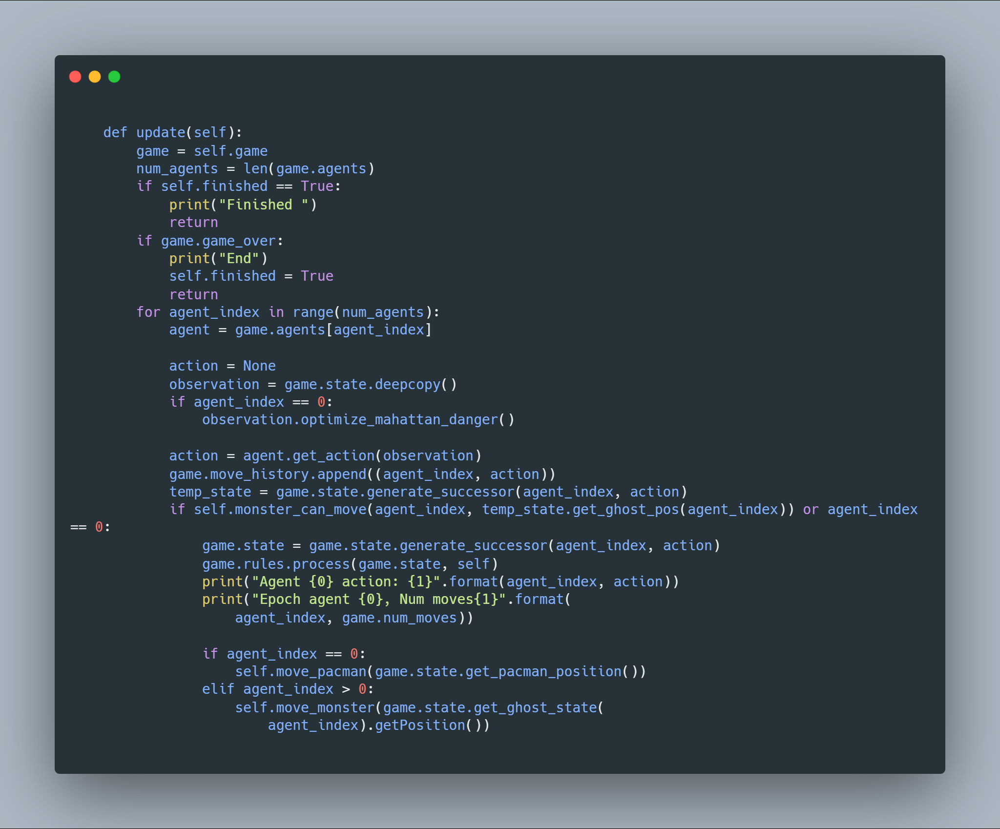 def update(self):
game = self.game
num_agents = len(game.agents)
if self.finished == True:
print("Finished ")
return
if game.game_over:
print("End")
self.finished = True
return
for agent_index in range(num_agents):
agent = game.agents[agent_index]
action = None
observation = game.state.deepcopy()
if agent_index == 0:
observation.optimize_mahattan_danger()
action = agent.get_action(observation)
game.move_history.append((agent_index, action))
temp_state = game.state.generate_successor(agent_index, action)
if self.monster_can_move(agent_index, temp_state.get_ghost_pos(agent_index)) or agent_index
== 0:
game.state = game.state.generate_successor(agent_index, action)
game.rules.process(game.state, self)
print("Agent {0} action: {1}".format(agent_index, action))
print("Epoch agent {0}, Num moves{1}".format(
agent_index, game.num_moves))
if agent_index == 0:
self.move_pacman(game.state.get_pacman_position())
elif agent_index > 0:
self.move_monster(game.state.get_ghost_state(
agent_index).getPosition())